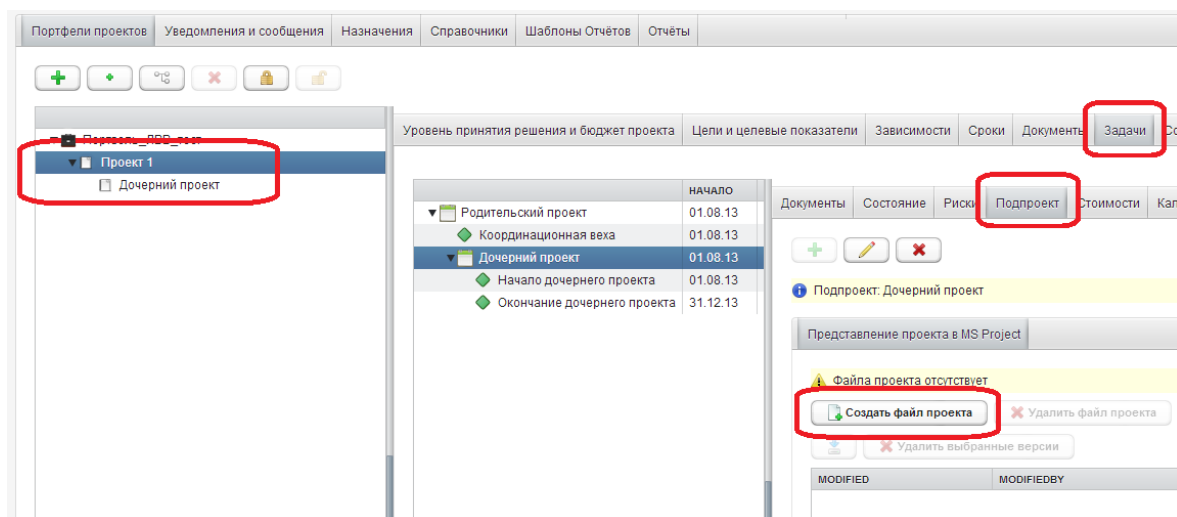 Портфели проектов Уведомления и сообщения Назначения Справочники Шаблоны Отчётов Отчёты
Уровень принятия решения и бюджет проекта Цели и целевые показатели Зависимости Сроки Документы Задачи Со
Проект 1
Дочерний проект
НАЧАЛО
Родительский проект 01.08.13
Координационная веха 01.08.13
Дочерний проект 01.08.13
Начало дочернего проекта 01.08.13
Окончание дочернего проекта 31.12.13
Документы Состояние Риски Подпроект Стоимости Кал
Подпроект: Дочерний проект
Представление проекта в MS Project
Файла проекта отсутствует
Создать файл проекта Удалить файл проекта
Удалить выбранные версии
MODIFIED MODIFIEDBY